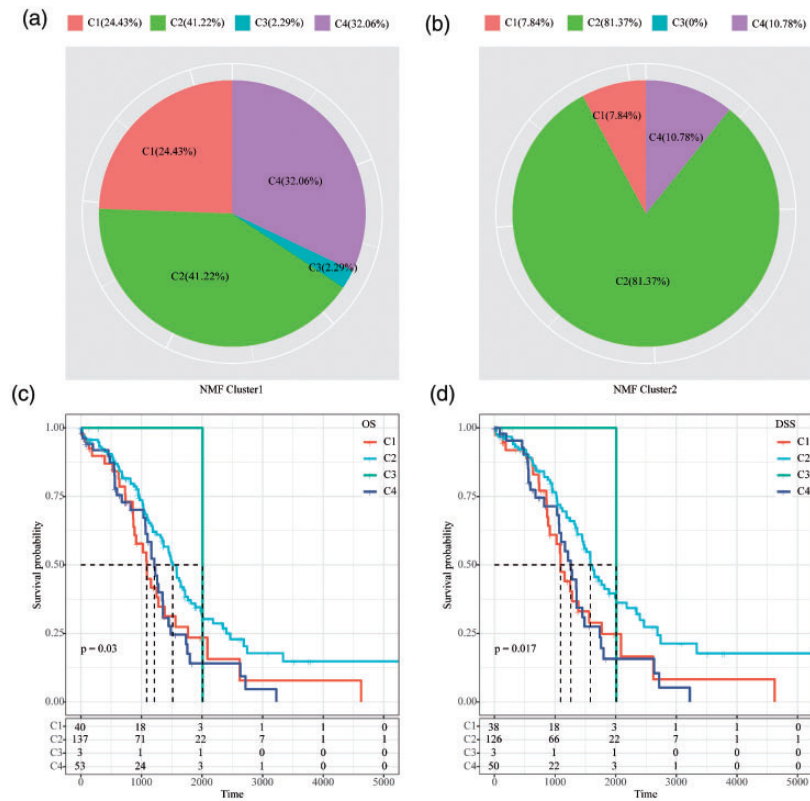 (a)
C1(24.43%) C2(41.22%) C3(2.29%) C4(32.06%)
C1(24.43%)
C4(32.06%)
C3(2.29%)
C2(41.22%)
NMF Cluster1
(b)
C1(7.84%) C2(81.37%) C3(0%) C4(10.78%)
C1(7.84%)
C4(10.78%)
C2(81.37%)
NMF Cluster2
(c)
OS
C1
C2
C3
C4
Survival probability
1.00
0.75
0.50
0.25
0.00
p = 0.03
C1 40 18 3 1 1 0
C2 137 71 22 7 1 1
C3 3 1 1 0 0 0
C4 53 24 3 1 0 0
0 1000 2000 3000 4000 5000
Time
(d)
DSS
C1
C2
C3
C4
Survival probability
1.00
0.75
0.50
0.25
0.00
p = 0.017
C1 38 18 3 1 1 0
C2 126 66 22 7 1 1
C3 3 1 1 0 0 0
C4 50 22 3 1 0 0
0 1000 2000 3000 4000 5000
Time